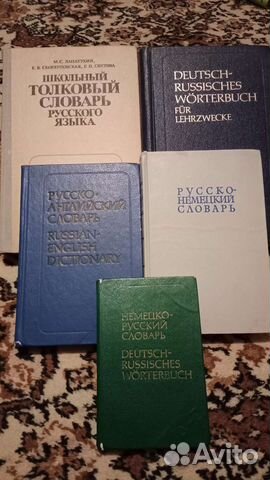 М.С. ЛАПАТУХИН
Е.В. СКОРЛУПОВСКАЯ, Г.П. СНЕТОВА
ШКОЛЬНЫЙ
ТОЛКОВЫЙ
СЛОВАРЬ
РУССКОГО
ЯЗЫКА
DEUTSCH-
RUSSISCHES
WÖRTERBUCH
FÜR
LEHRZWECKE
РУССКО-
АНГЛИЙСКИЙ
СЛОВАРЬ
RUSSIAN-
ENGLISH
DICTIONARY
РУССКО-
НЕМЕЦКИЙ
СЛОВАРЬ
НЕМЕЦКО-
РУССКИЙ
СЛОВАРЬ
DEUTSCH-
RUSSISCHES
WÖRTERBUCH
Avito